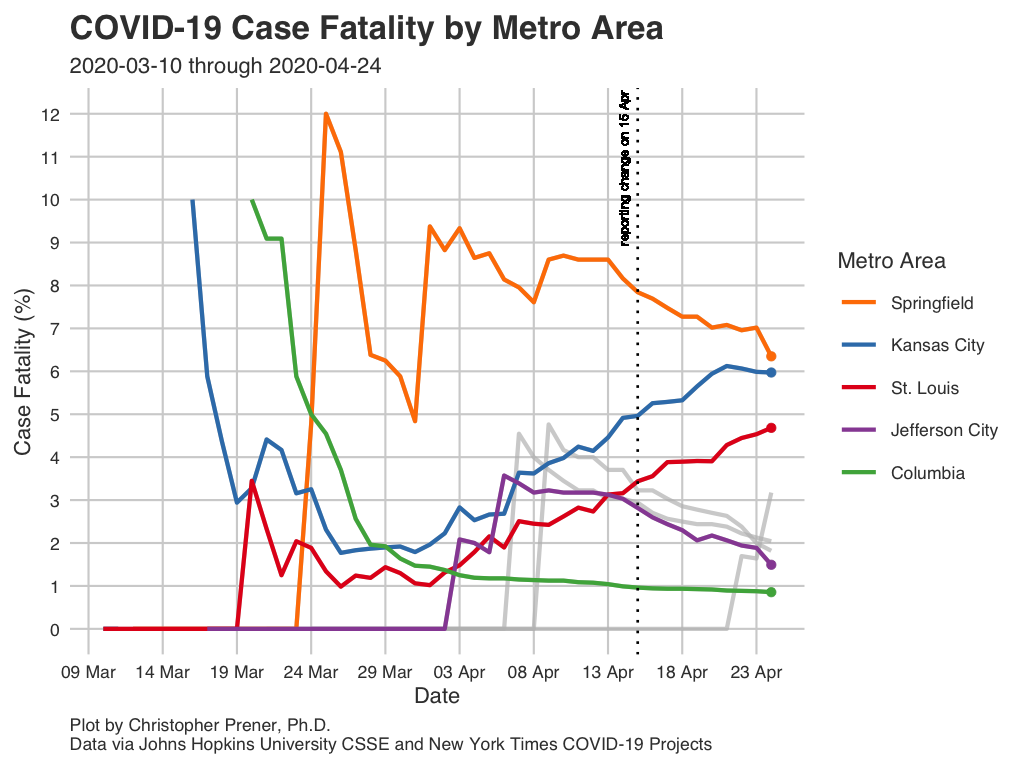 COVID-19 Case Fatality by Metro Area
2020-03-10 through 2020-04-24
reporting change on 15 Apr
12
11
10
9
8
7
6
5
4
3
2
1
0
Case Fatality (%)
09 Mar 14 Mar 19 Mar 24 Mar 29 Mar 03 Apr 08 Apr 13 Apr 18 Apr 23 Apr
Date
Metro Area
Springfield
Kansas City
St. Louis
Jefferson City
Columbia
Plot by Christopher Prener, Ph.D.
Data via Johns Hopkins University CSSE and New York Times COVID-19 Projects